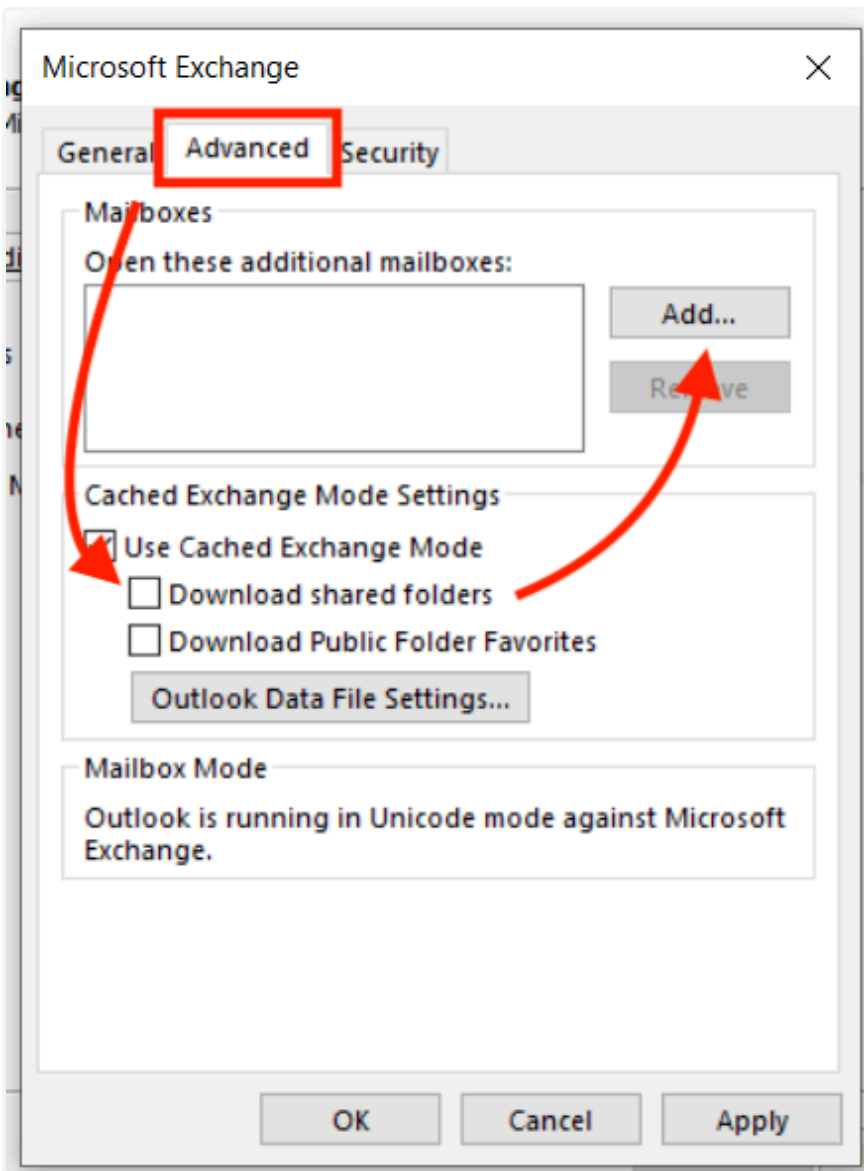 Microsoft Exchange
General Advanced Security
Mailboxes
Open these additional mailboxes:
Add...
Remove
Cached Exchange Mode Settings
Use Cached Exchange Mode
Download shared folders
Download Public Folder Favorites
Outlook Data File Settings...
Mailbox Mode
Outlook is running in Unicode mode against Microsoft
Exchange.
OK Cancel Apply